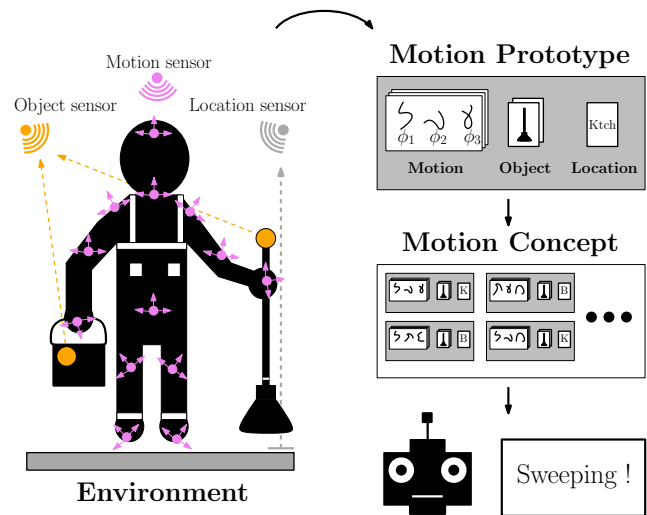 Motion sensor
Object sensor
Location sensor
Environment
Motion Prototype
ϕ1 ϕ2 ϕ3
Ktch
Motion
Object
Location
Motion Concept
K
B
B
K
Sweeping !